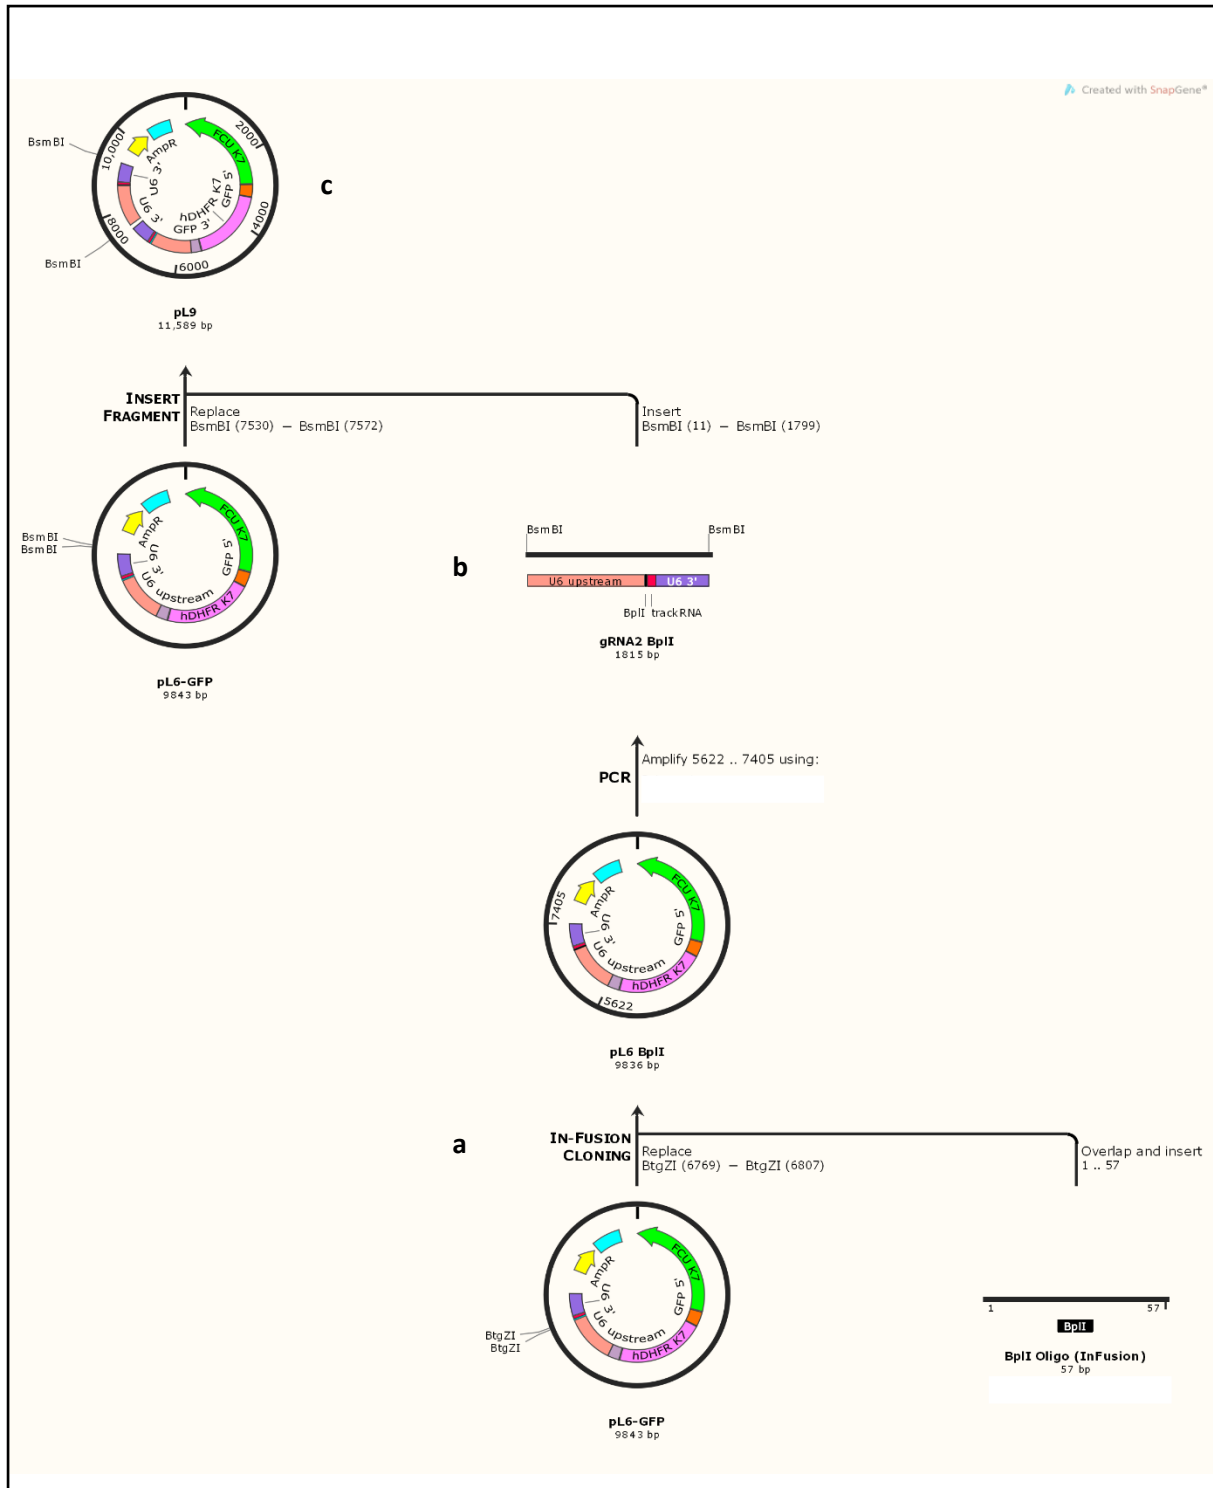 Created with SnapGene®
BsmBI
10,000
2000
AmpR
FCU K7
U6 3'
GFP 5'
hDHFR K7
U6 3'
GFP 3'
8000
4000
6000
BsmBI
c
pL9
11,589 bp
INSERT
FRAGMENT
Replace
BsmBI (7530) – BsmBI (7572)
Insert
BsmBI (11) – BsmBI (1799)
BsmBI
BsmBI
AmpR
FCU K7
U6 3'
GFP 5'
U6 upstream
hDHFR K7
pL6-GFP
9843 bp
b
BsmBI
BsmBI
U6 upstream
U6 3'
BplI
trackRNA
gRNA2 BplI
1815 bp
PCR
Amplify 5622 .. 7405 using:
7405
AmpR
FCU K7
U6 3'
GFP 5'
U6 upstream
hDHFR K7
5622
pL6 BplI
9836 bp
a
IN-FUSION
CLONING
Replace
BtgZI (6769) – BtgZI (6807)
Overlap and insert
1 .. 57
AmpR
FCU K7
U6 3'
GFP 5'
U6 upstream
hDHFR K7
BtgZI
BtgZI
pL6-GFP
9843 bp
1
57
BplI
BplI Oligo (InFusion)
57 bp